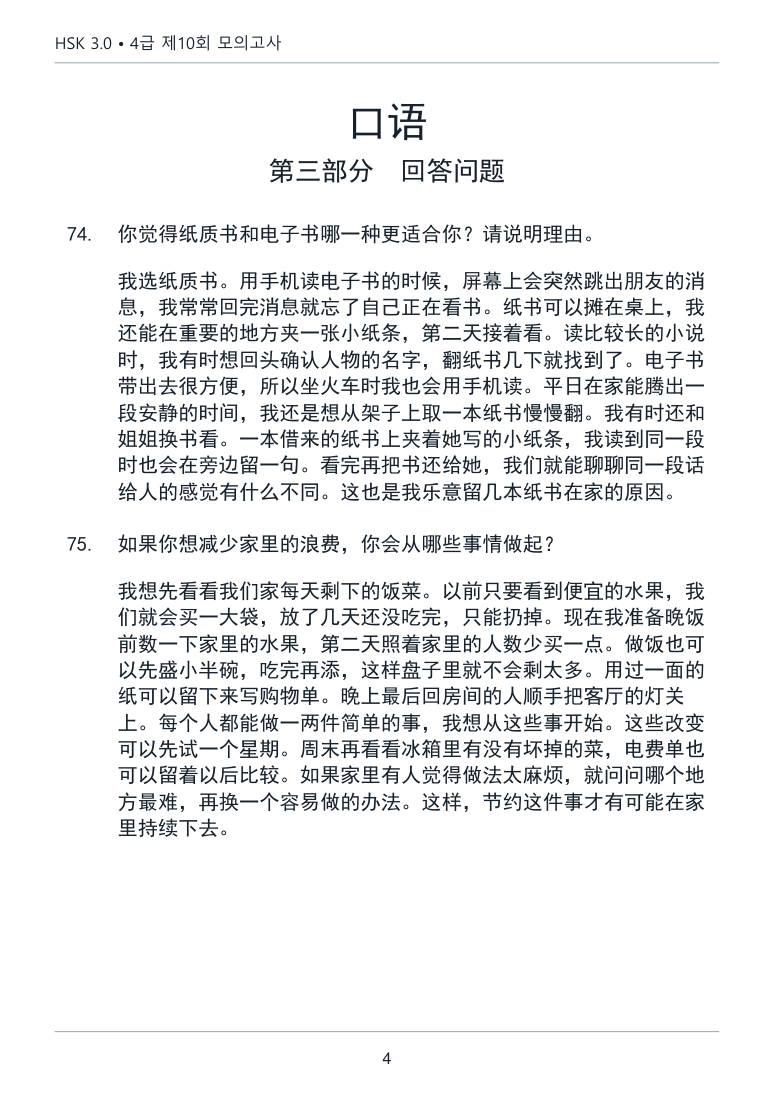 HSK 3.0 • 4급 제10회 모의고사
口语
第三部分　回答问题
74. 你觉得纸质书和电子书哪一种更适合你？请说明理由。
我选纸质书。用手机读电子书的时候，屏幕上会突然跳出朋友的消
息，我常常回完消息就忘了自己正在看书。纸书可以摊在桌上，我
还能在重要的地方夹一张小纸条，第二天接着看。读比较长的小说
时，我有时想回头确认人物的名字，翻纸书几下就找到了。电子书
带出去很方便，所以坐火车时我也会用手机读。平日在家能腾出一
段安静的时间，我还是想从架子上取一本纸书慢慢翻。我有时还和
姐姐换书看。一本借来的纸书上夹着她写的小纸条，我读到同一段
时也会在旁边留一句。看完再把书还给她，我们就能聊聊同一段话
给人的感觉有什么不同。这也是我乐意留几本纸书在家的原因。
75. 如果你想减少家里的浪费，你会从哪些事情做起？
我想先看看我们家每天剩下的饭菜。以前只要看到便宜的水果，我
们就会买一大袋，放了几天还没吃完，只能扔掉。现在我准备晚饭
前数一下家里的水果，第二天照着家里的人数少买一点。做饭也可
以先盛小半碗，吃完再添，这样盘子里就不会剩太多。用过一面的
纸可以留下来写购物单。晚上最后回房间的人顺手把客厅的灯关
上。每个人都能做一两件简单的事，我想从这些事开始。这些改变
可以先试一个星期。周末再看看冰箱里有没有坏掉的菜，电费单也
可以留着以后比较。如果家里有人觉得做法太麻烦，就问问哪个地
方最难，再换一个容易做的办法。这样，节约这件事才有可能在家
里持续下去。
4